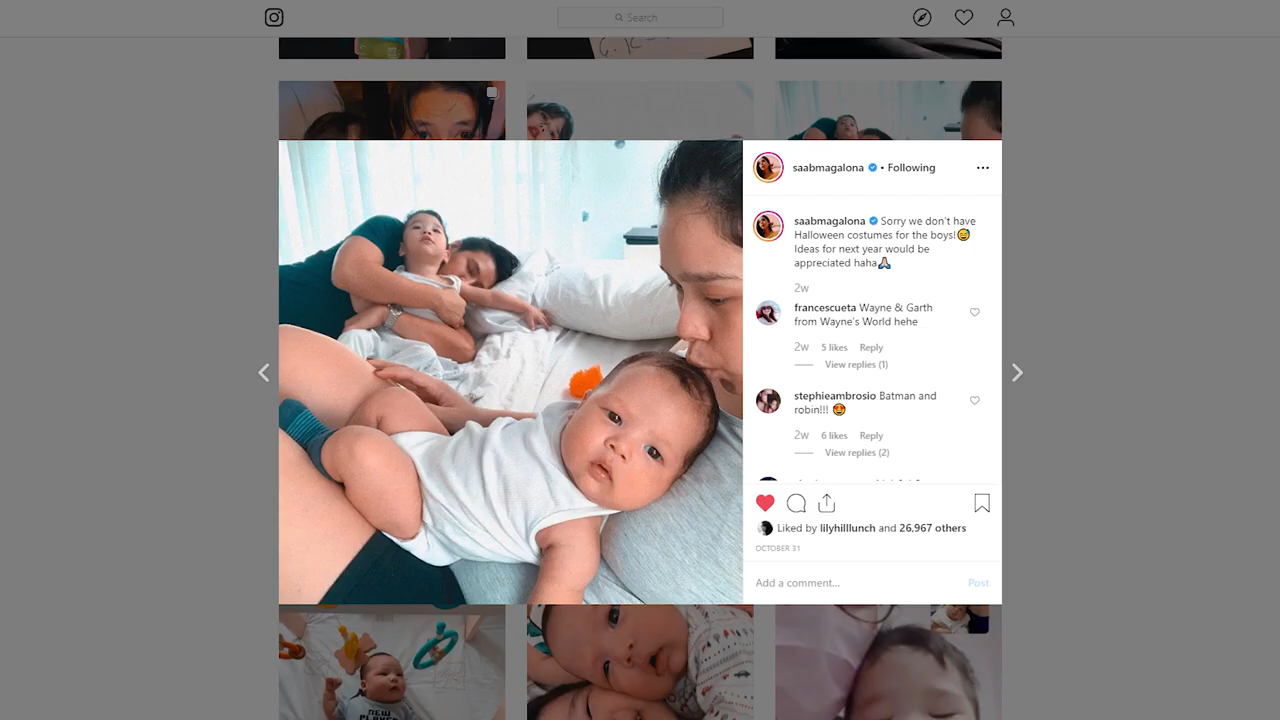 Search
saabmagalona • Following
saabmagalona Sorry we don't have
Halloween costumes for the boys!😅
Ideas for next year would be
appreciated haha🙏🏻
2w
francescueta Wayne & Garth
from Wayne's World hehe
2w 5 likes Reply
View replies (1)
stephieambrosio Batman and
robin!!! 😍
2w 6 likes Reply
View replies (2)
Liked by lilyhilllunch and 26,967 others
OCTOBER 31
Add a comment... Post
NEW
PLAYER